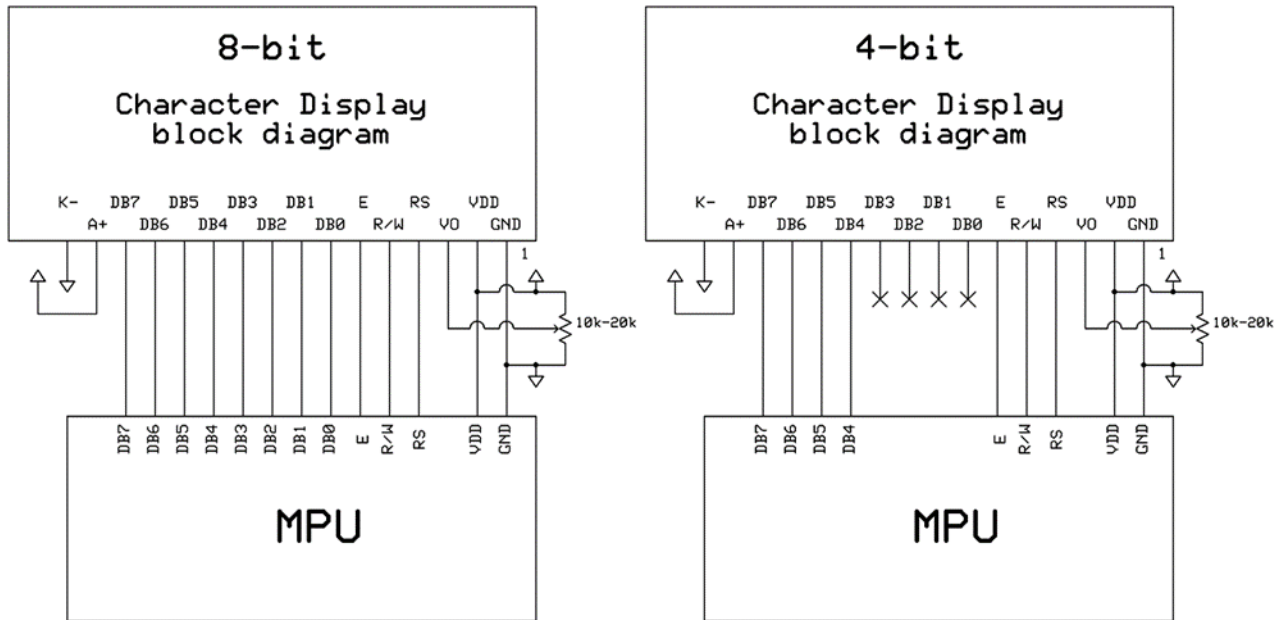 8-bit
Character Display
block diagram
K- DB7 DB5 DB3 DB1 E RS VDD
A+ DB6 DB4 DB2 DB0 R/W VO GND
1
10k-20k
DB7 DB6 DB5 DB4 DB3 DB2 DB1 DB0 E R/W RS VDD GND
MPU
4-bit
Character Display
block diagram
K- DB7 DB5 DB3 DB1 E RS VDD
A+ DB6 DB4 DB2 DB0 R/W VO GND
1
10k-20k
DB7 DB6 DB5 DB4 E R/W RS VDD GND
MPU